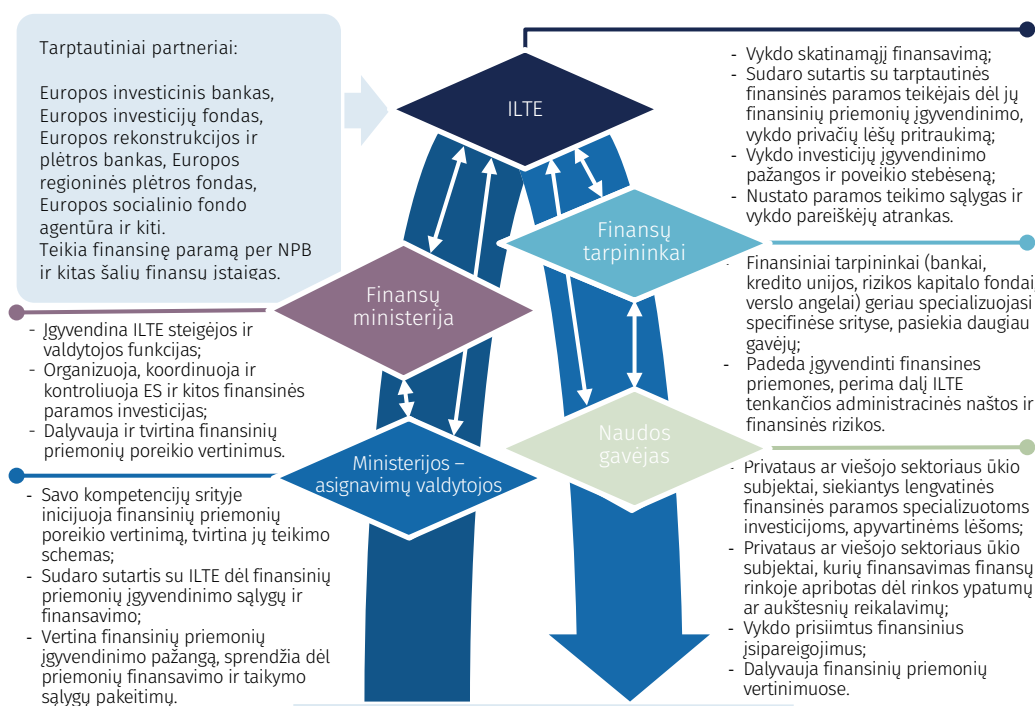 Tarptautiniai partneriai:
Europos investicinis bankas,
Europos investicijų fondas,
Europos rekonstrukcijos ir
plėtros bankas, Europos
regioninės plėtros fondas,
Europos socialinio fondo
agentūra ir kiti.
Teikia finansinę paramą per NPB
ir kitas šalių finansų įstaigas.
ILTE
- Vykdo skatinamąjį finansavimą;
- Sudaro sutartis su tarptautinės
finansinės paramos teikėjais dėl jų
finansinių priemonių įgyvendinimo,
vykdo privačių lėšų pritraukimą;
- Vykdo investicijų įgyvendinimo
pažangos ir poveikio stebėseną;
- Nustato paramos teikimo sąlygas ir
vykdo pareiškėjų atrankas.
Finansų
tarpininkai
- Finansiniai tarpininkai (bankai,
kredito unijos, rizikos kapitalo fondai,
verslo angelai) geriau specializuojasi
specifinėse srityse, pasiekia daugiau
gavėjų;
- Padeda įgyvendinti finansines
priemones, perima dalį ILTE
tenkančios administracinės naštos ir
finansinės rizikos.
Finansų
ministerija
- Įgyvendina ILTE steigėjos ir
valdytojos funkcijas;
- Organizuoja, koordinuoja ir
kontroliuoja ES ir kitos finansinės
paramos investicijas;
- Dalyvauja ir tvirtina finansinių
priemonių poreikio vertinimus.
Naudos
gavėjas
- Privataus ar viešojo sektoriaus ūkio
subjektai, siekiantys lengvatinės
finansinės paramos specializuotoms
investicijoms, apyvartinėms lėšoms;
- Privataus ar viešojo sektoriaus ūkio
subjektai, kurių finansavimas finansų
rinkoje apribotas dėl rinkos ypatumų
ar aukštesnių reikalavimų;
- Vykdo prisiimtus finansinius
įsipareigojimus;
- Dalyvauja finansinių priemonių
vertinimuose.
Ministerijos –
asignavimų valdytojos
- Savo kompetencijų srityje
inicijuoja finansinių priemonių
poreikio vertinimą, tvirtina jų teikimo
schemas;
- Sudaro sutartis su ILTE dėl finansinių
priemonių įgyvendinimo sąlygų ir
finansavimo;
- Vertina finansinių priemonių
įgyvendinimo pažangą, sprendžia dėl
priemonių finansavimo ir taikymo
sąlygų pakeitimų.